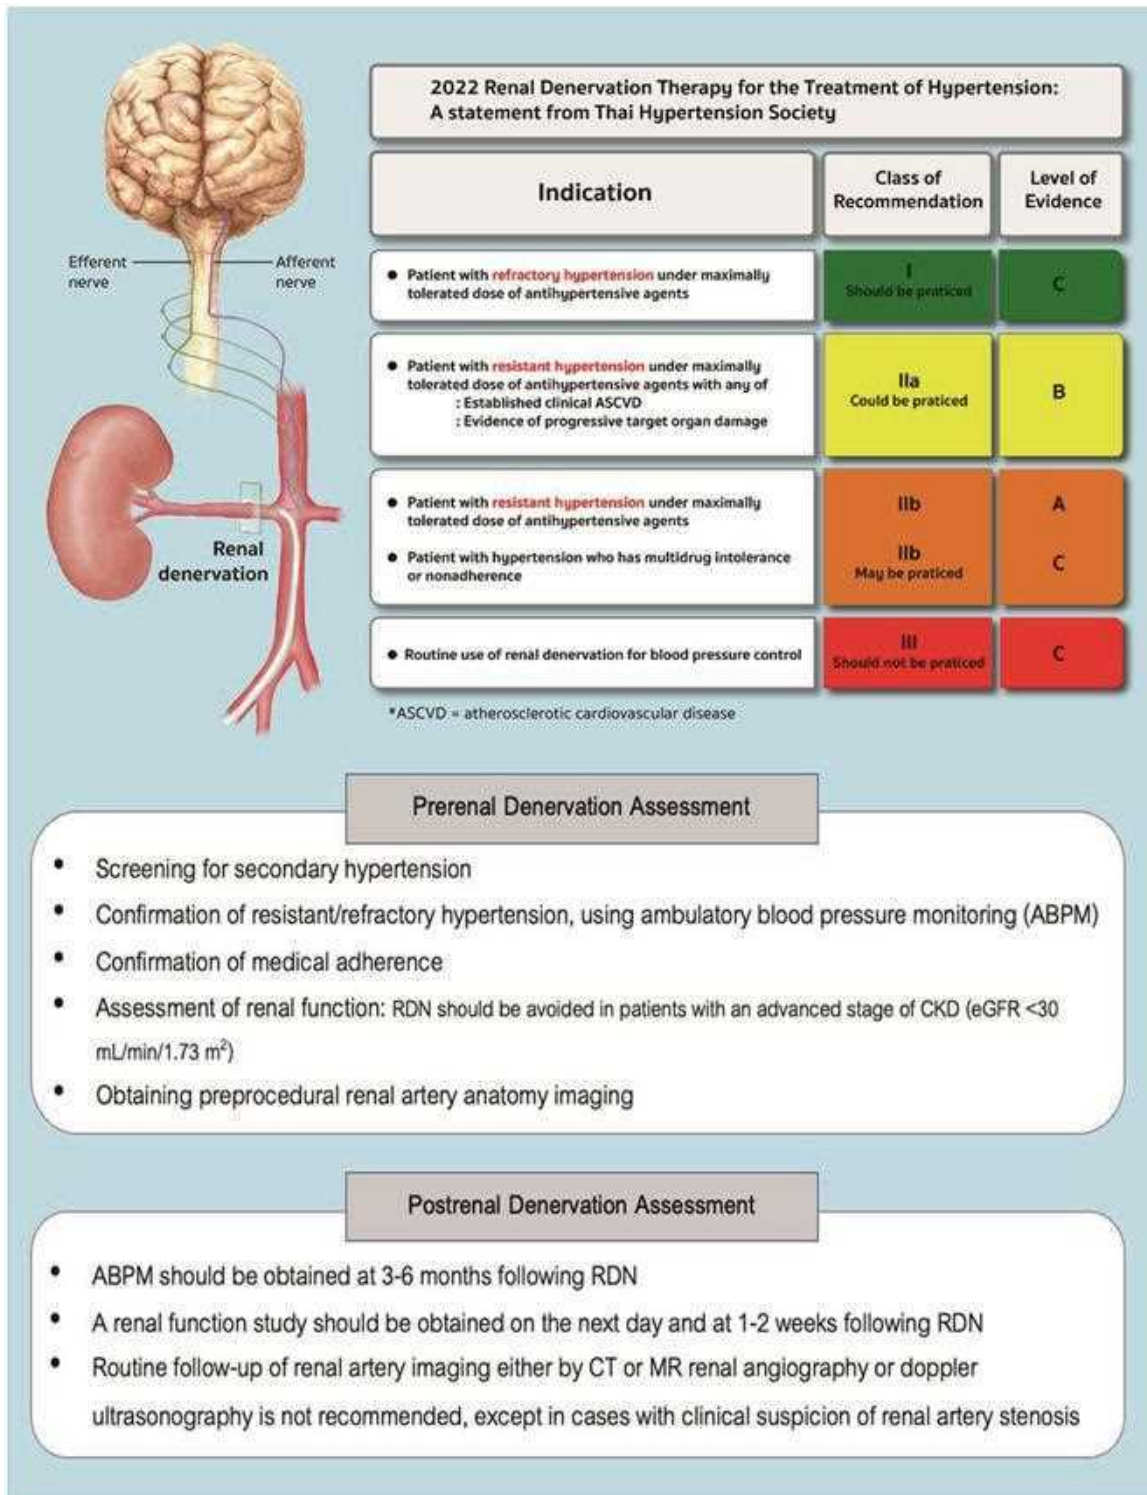 2022 Renal Denervation Therapy for the Treatment of Hypertension:
A statement from Thai Hypertension Society
Indication
Class of
Recommendation
Level of
Evidence
Efferent
nerve
Afferent
nerve
● Patient with refractory hypertension under maximally
tolerated dose of antihypertensive agents
I
Should be praticed
C
● Patient with resistant hypertension under maximally
tolerated dose of antihypertensive agents with any of
: Established clinical ASCVD
: Evidence of progressive target organ damage
IIa
Could be praticed
B
● Patient with resistant hypertension under maximally
tolerated dose of antihypertensive agents
IIb
A
● Patient with hypertension who has multidrug intolerance
or nonadherence
IIb
May be praticed
C
Renal
denervation
● Routine use of renal denervation for blood pressure control
III
Should not be praticed
C
*ASCVD = atherosclerotic cardiovascular disease
Prerenal Denervation Assessment
• Screening for secondary hypertension
• Confirmation of resistant/refractory hypertension, using ambulatory blood pressure monitoring (ABPM)
• Confirmation of medical adherence
• Assessment of renal function: RDN should be avoided in patients with an advanced stage of CKD (eGFR <30
mL/min/1.73 m²)
• Obtaining preprocedural renal artery anatomy imaging
Postrenal Denervation Assessment
• ABPM should be obtained at 3-6 months following RDN
• A renal function study should be obtained on the next day and at 1-2 weeks following RDN
• Routine follow-up of renal artery imaging either by CT or MR renal angiography or doppler
ultrasonography is not recommended, except in cases with clinical suspicion of renal artery stenosis